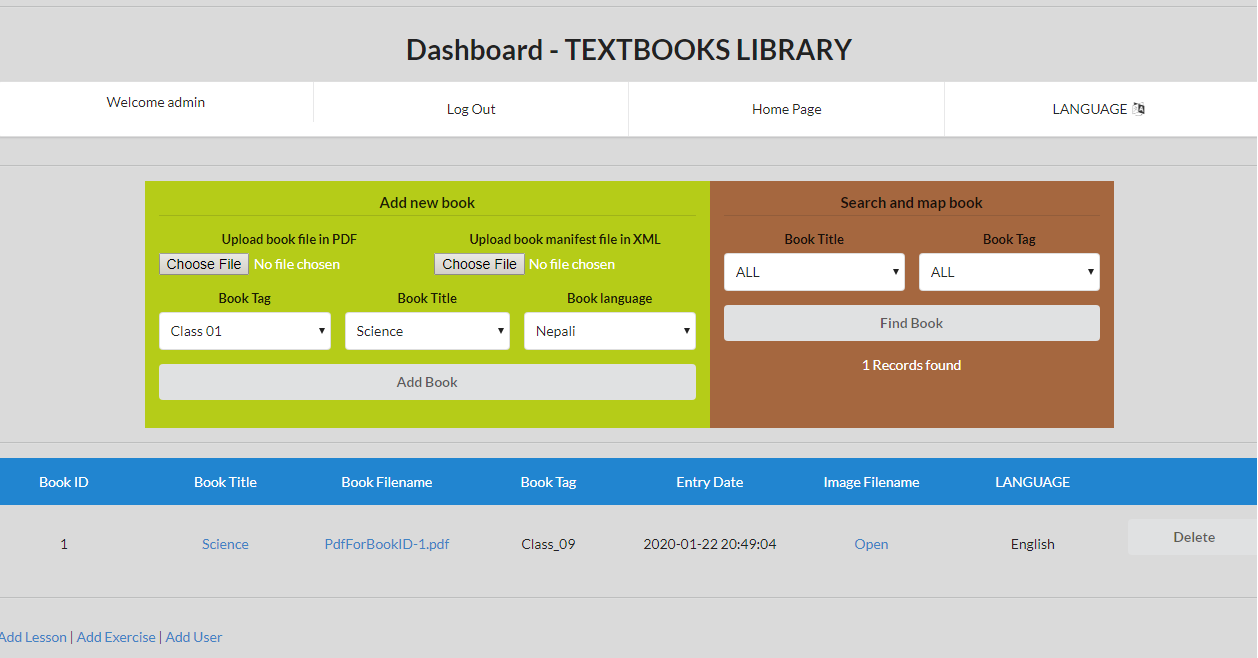 Dashboard - TEXTBOOKS LIBRARY
Welcome admin
Log Out
Home Page
LANGUAGE
Add new book
Upload book file in PDF
Upload book manifest file in XML
Choose File No file chosen
Choose File No file chosen
Book Tag
Book Title
Book language
Class 01
Science
Nepali
Add Book
Search and map book
Book Title
Book Tag
ALL
ALL
Find Book
1 Records found
Book ID Book Title Book Filename Book Tag Entry Date Image Filename LANGUAGE
1 Science PdfForBookID-1.pdf Class_09 2020-01-22 20:49:04 Open English Delete
Add Lesson | Add Exercise | Add User